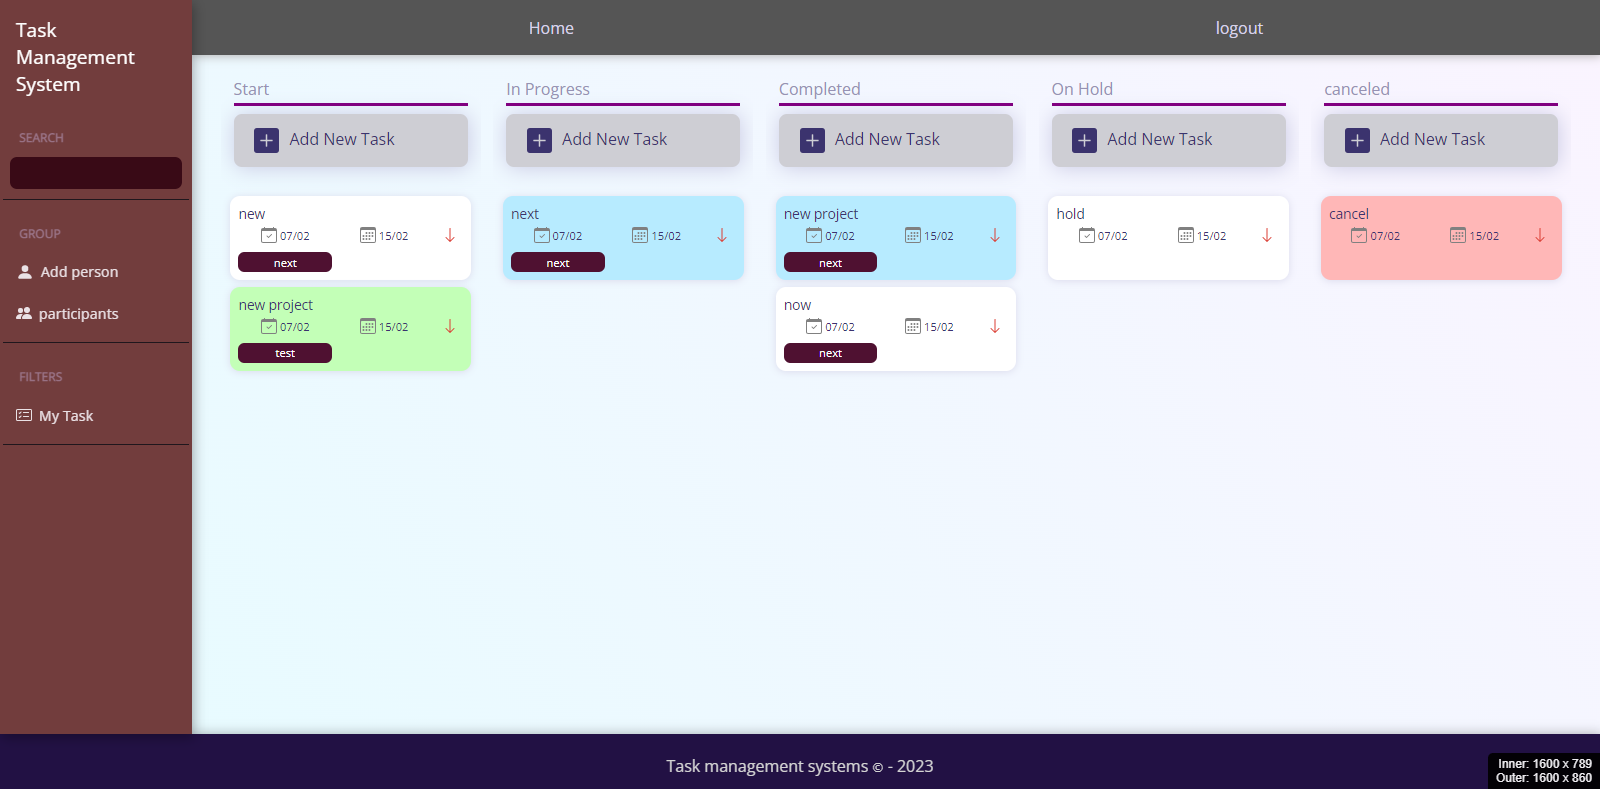 Task
Management
System
SEARCH
GROUP
Add person
participants
FILTERS
My Task
Home
logout
Start
Add New Task
new
07/02
15/02
next
new project
07/02
15/02
test
In Progress
Add New Task
next
07/02
15/02
next
Completed
Add New Task
new project
07/02
15/02
next
now
07/02
15/02
next
On Hold
Add New Task
hold
07/02
15/02
canceled
Add New Task
cancel
07/02
15/02
Task management systems © - 2023
Inner: 1600 x 789
Outer: 1600 x 860